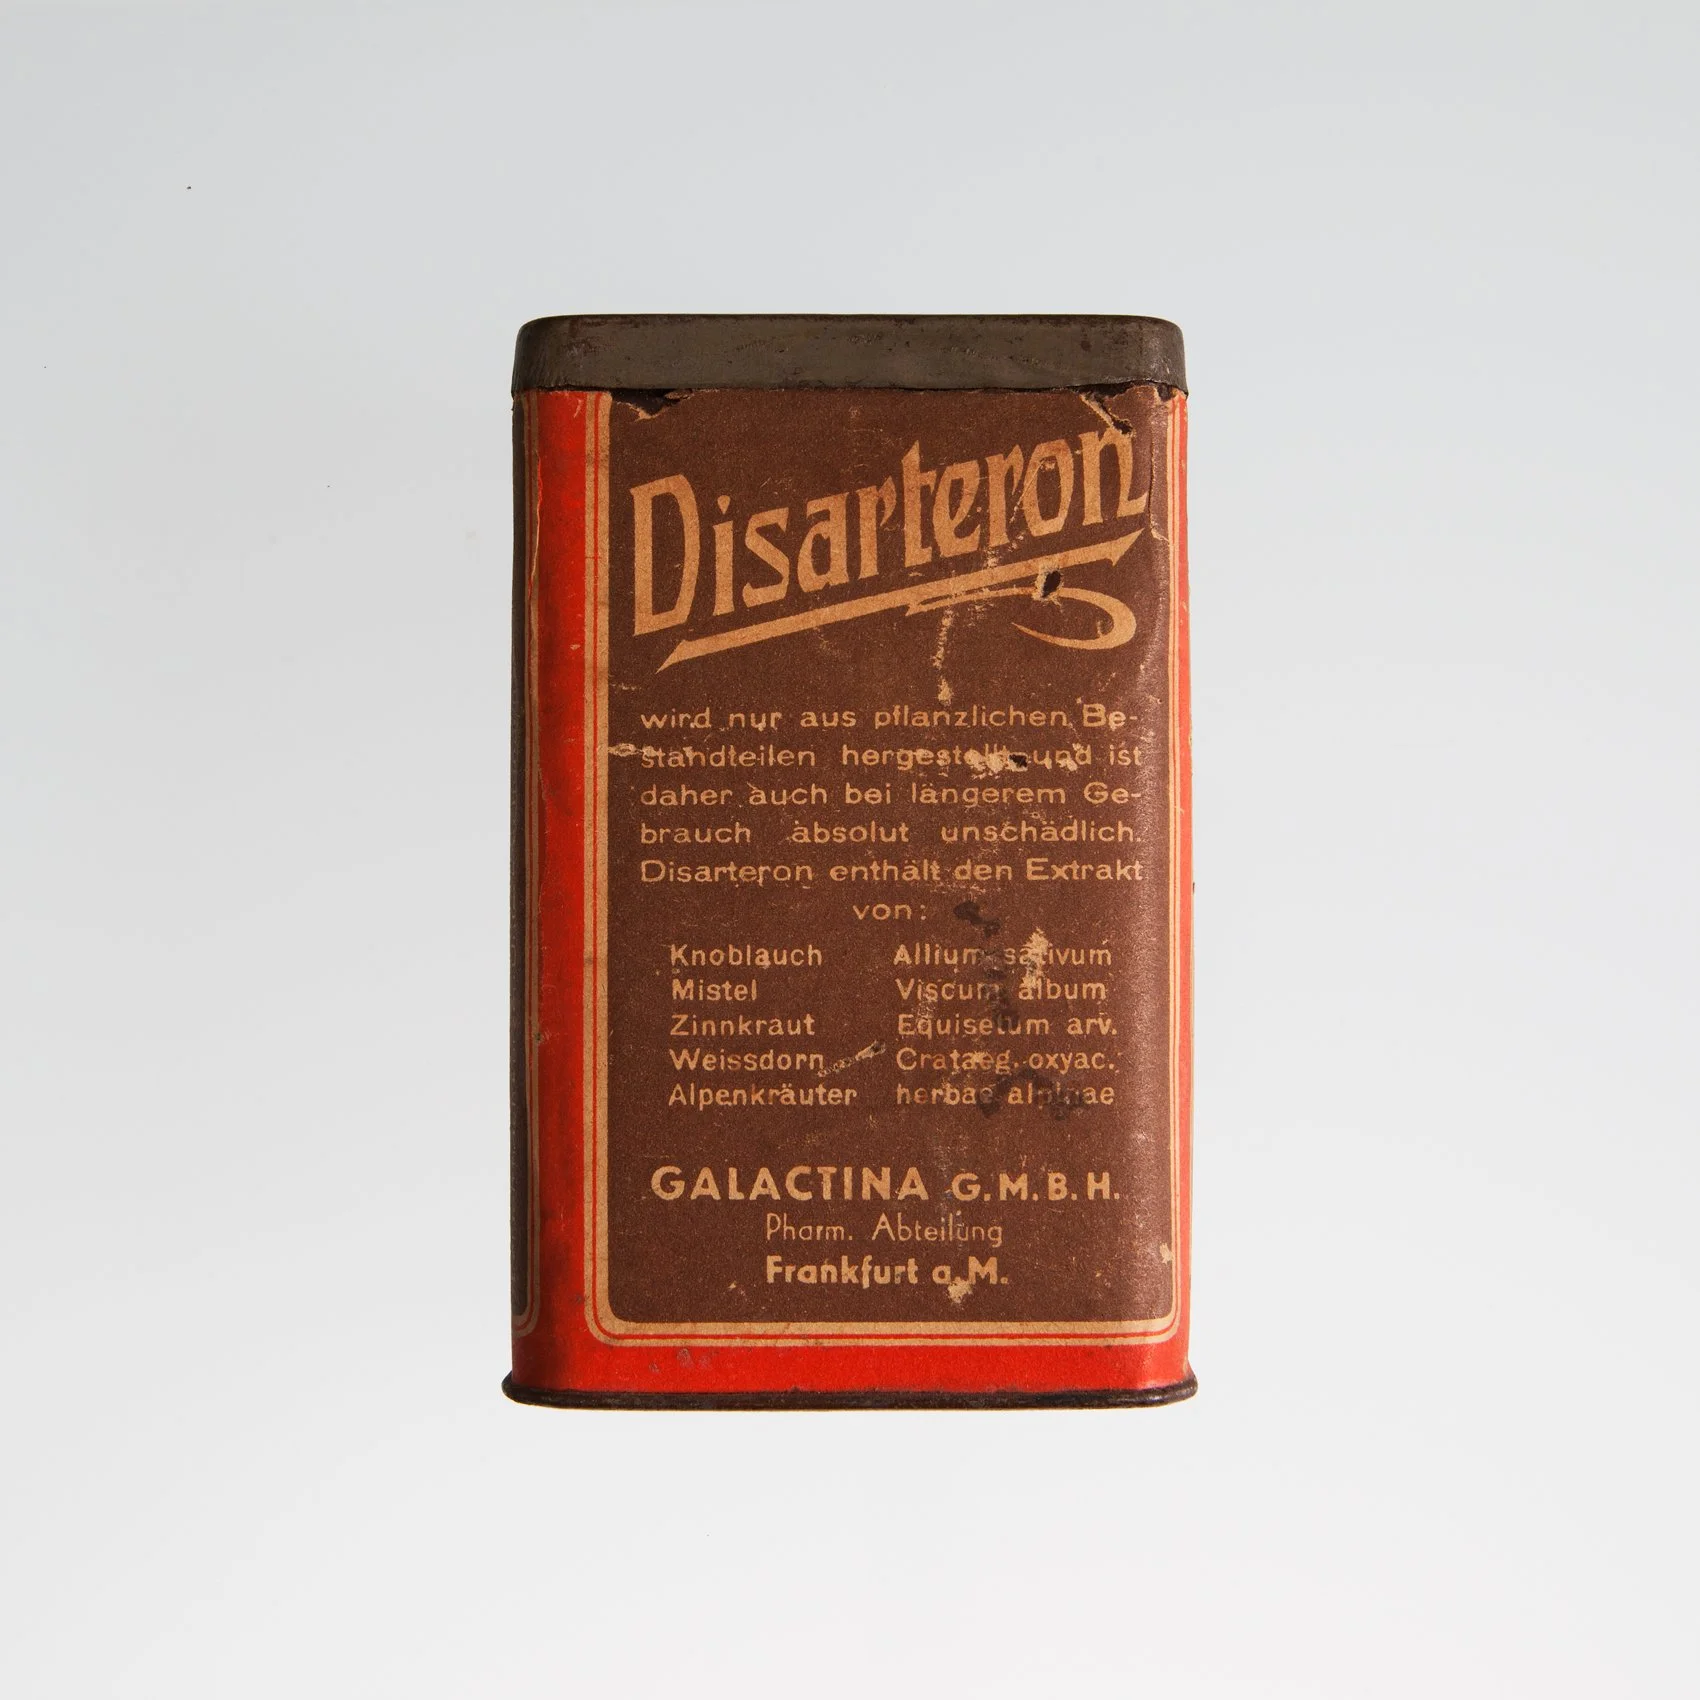 Disarteron
wird nur aus pflanzlichen Be-
standteilen hergestellt und ist
daher auch bei längerem Ge-
brauch absolut unschädlich.
Disarteron enthält den Extrakt
von:
Knoblauch Allium sativum
Mistel Viscum album
Zinnkraut Equisetum arv.
Weissdorn Crataeg. oxyac.
Alpenkräuter herbae alpinae
GALACTINA G.M.B.H.
Pharm. Abteilung
Frankfurt a.M.